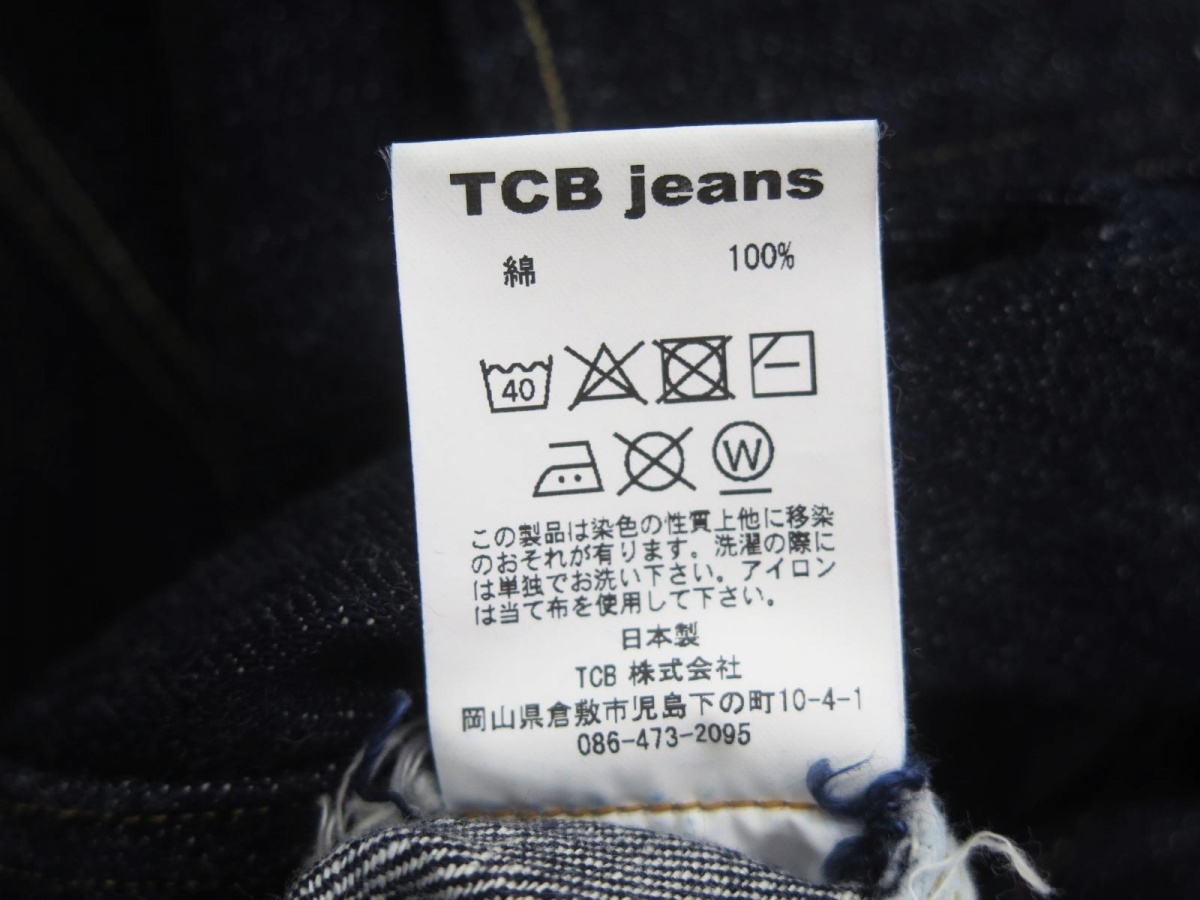 TCB jeans
綿 100%
40
W
この製品は染色の性質上他に移染
のおそれが有ります。洗濯の際に
は単独でお洗い下さい。アイロン
は当て布を使用して下さい。
日本製
TCB 株式会社
岡山県倉敷市児島下の町10-4-1
086-473-2095